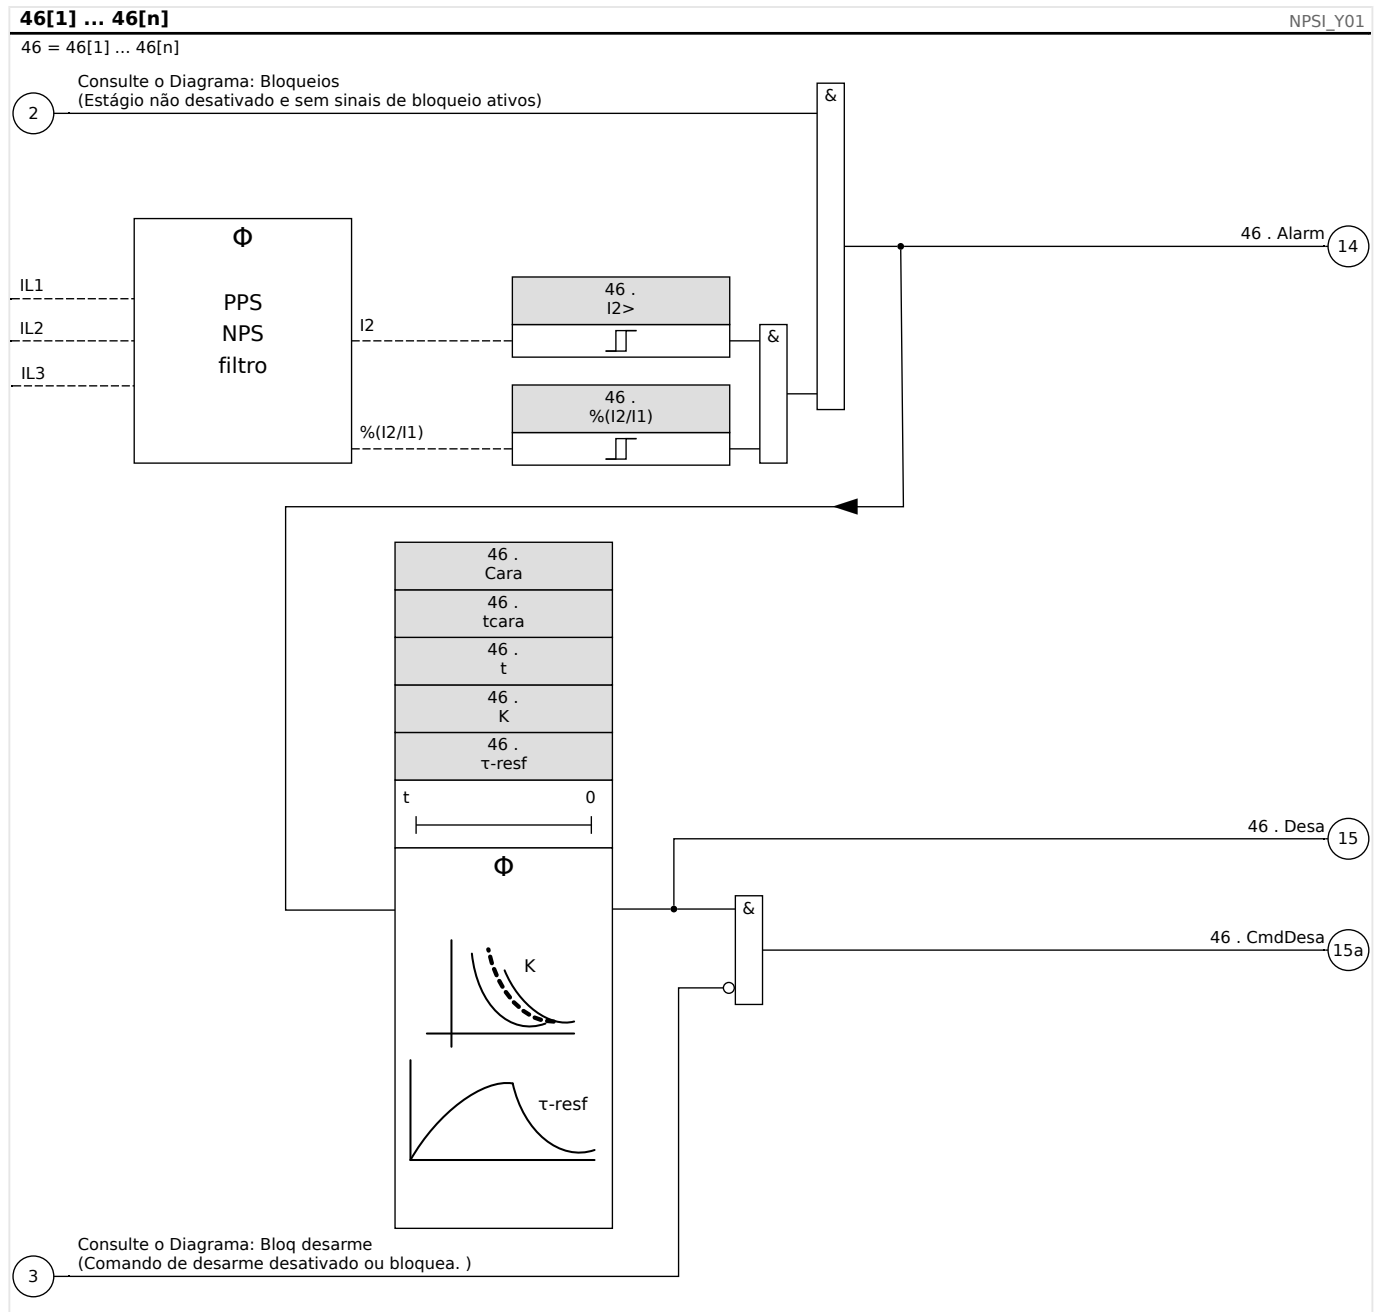 46[1] ... 46[n]
NPSI_Y01
46 = 46[1] ... 46[n]
Consulte o Diagrama: Bloqueios
(Estágio não desativado e sem sinais de bloqueio ativos)
2
&
Φ
PPS
NPS
filtro
IL1
IL2
IL3
I2
%(I2/I1)
46 .
I2>
46 .
%(I2/I1)
&
46 . Alarm
14
46 .
Cara
46 .
tcara
46 .
t
46 .
K
46 .
τ-resf
t 0
Φ
K
τ-resf
46 . Desa
15
&
46 . CmdDesa
15a
Consulte o Diagrama: Bloq desarme
(Comando de desarme desativado ou bloquea. )
3